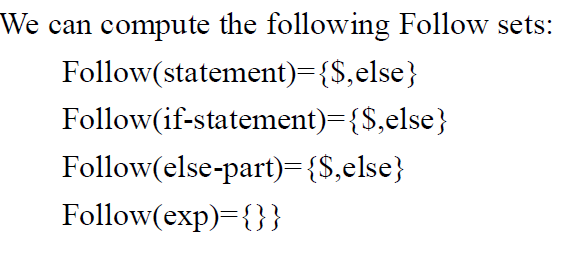 We can compute the following Follow sets:
Follow(statement)={$,else}
Follow(if-statement)={$,else}
Follow(else-part)={$,else}
Follow(exp)={}}